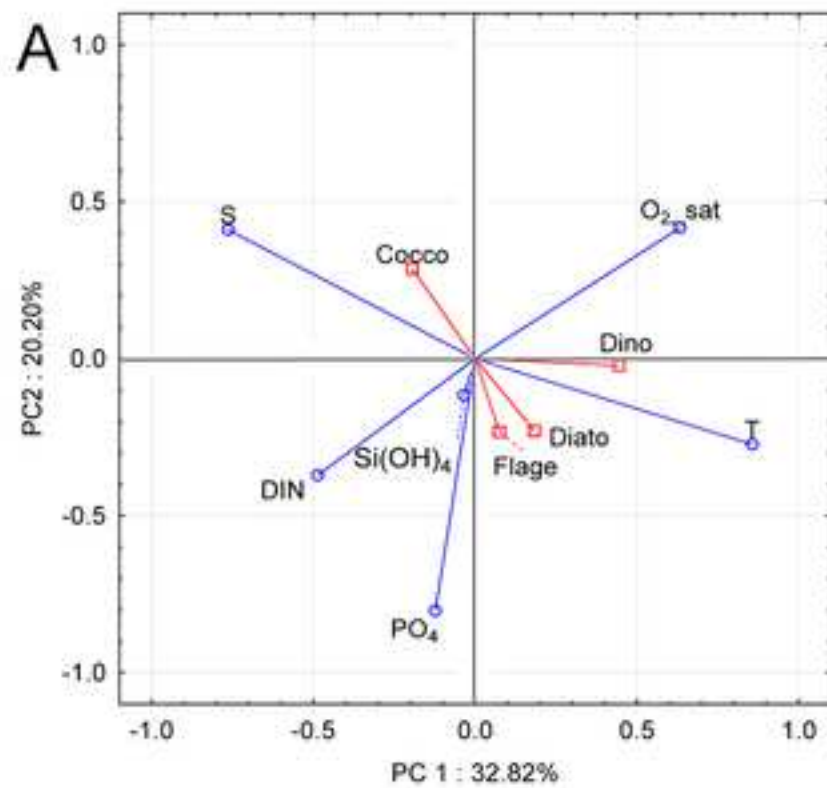 A
1.0
0.5
0.0
-0.5
-1.0
PC2 : 20.20%
S
O₂ sat
Cocco
Dino
T
Diato
Flage
Si(OH)₄
DIN
PO₄
-1.0
-0.5
0.0
0.5
1.0
PC 1 : 32.82%